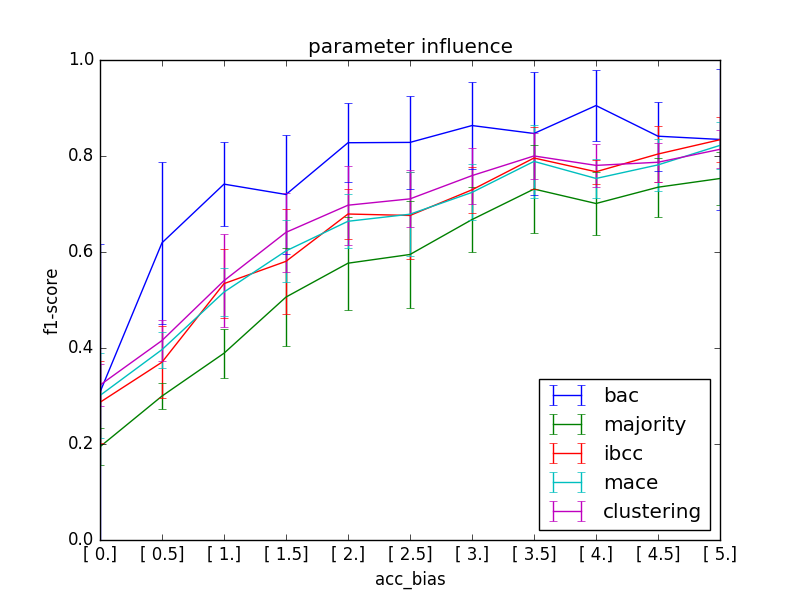 parameter influence
1.0
0.8
0.6
0.4
0.2
0.0
f1-score
bac
majority
ibcc
mace
clustering
[ 0.] [ 0.5] [ 1.] [ 1.5] [ 2.] [ 2.5] [ 3.] [ 3.5] [ 4.] [ 4.5] [ 5.]
acc_bias